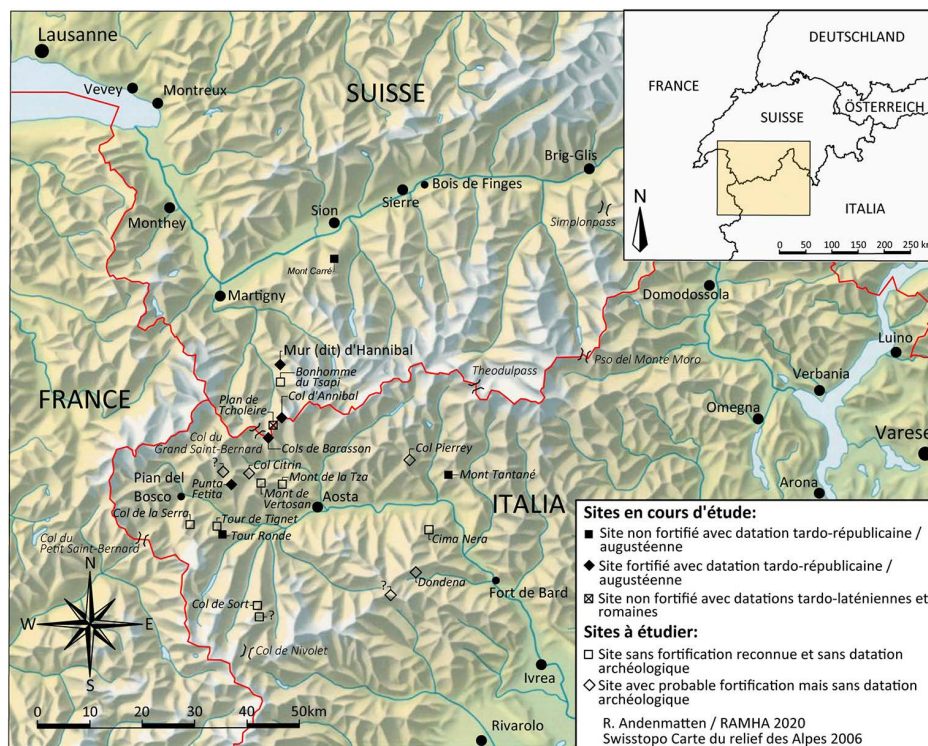 Lausanne
Vevey
Montreux
SUISSE
Monthey
Sion
Sierre
Bois de Finges
Brig-Glis
Simplonpass
Mont Carré
Martigny
DEUTSCHLAND
FRANCE
ÖSTERREICH
SUISSE
ITALIA
N
0 50 100 150 200 250 km
Domodossola
Luino
Verbania
Omegna
Varese
Arona
Pso del Monte Moro
Theodulpass
Mur (dit) d'Hannibal
Bonhomme
du Tsapi
Col d'Annibal
Plan de
Tcholeire
FRANCE
Col du
Grand Saint-Bernard
Cols de Barasson
?
Col Citrin
Col Pierrey
Mont Tantané
Pian del
Bosco
Punta
Fetita
Mont de la Tza
Mont de
Vertosan
Aosta
ITALIA
Col de la Serra
Tour de Tignet
Tour Ronde
Cima Nera
Col du
Petit Saint-Bernard
Dondena
?
Fort de Bard
Col de Sort
?
Col de Nivolet
Ivrea
Rivarolo
N
W
E
S
0 10 20 30 40 50km
Sites en cours d'étude:
Site non fortifié avec datation tardo-républicaine /
augustéenne
Site fortifié avec datation tardo-républicaine /
augustéenne
Site non fortifié avec datations tardo-laténiennes et
romaines
Sites à étudier:
Site sans fortification reconnue et sans datation
archéologique
Site avec probable fortification mais sans datation
archéologique
R. Andenmatten / RAMHA 2020
Swisstopo Carte du relief des Alpes 2006